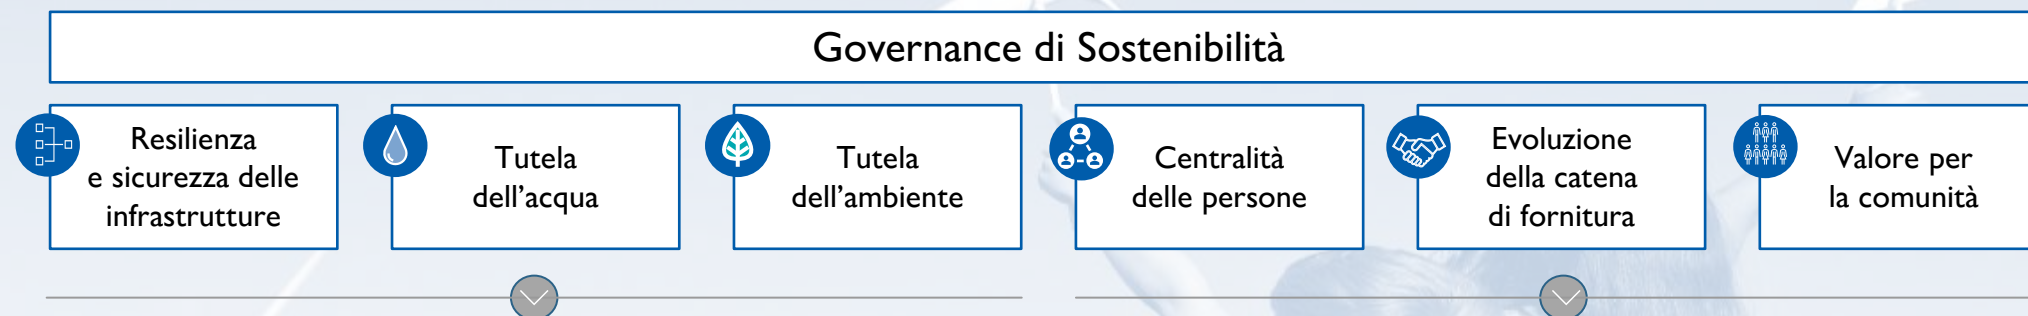 Governance di Sostenibilità
Resilienza
e sicurezza delle
infrastrutture
Tutela
dell’acqua
Tutela
dell’ambiente
Centralità
delle persone
Evoluzione
della catena
di fornitura
Valore per
la comunità